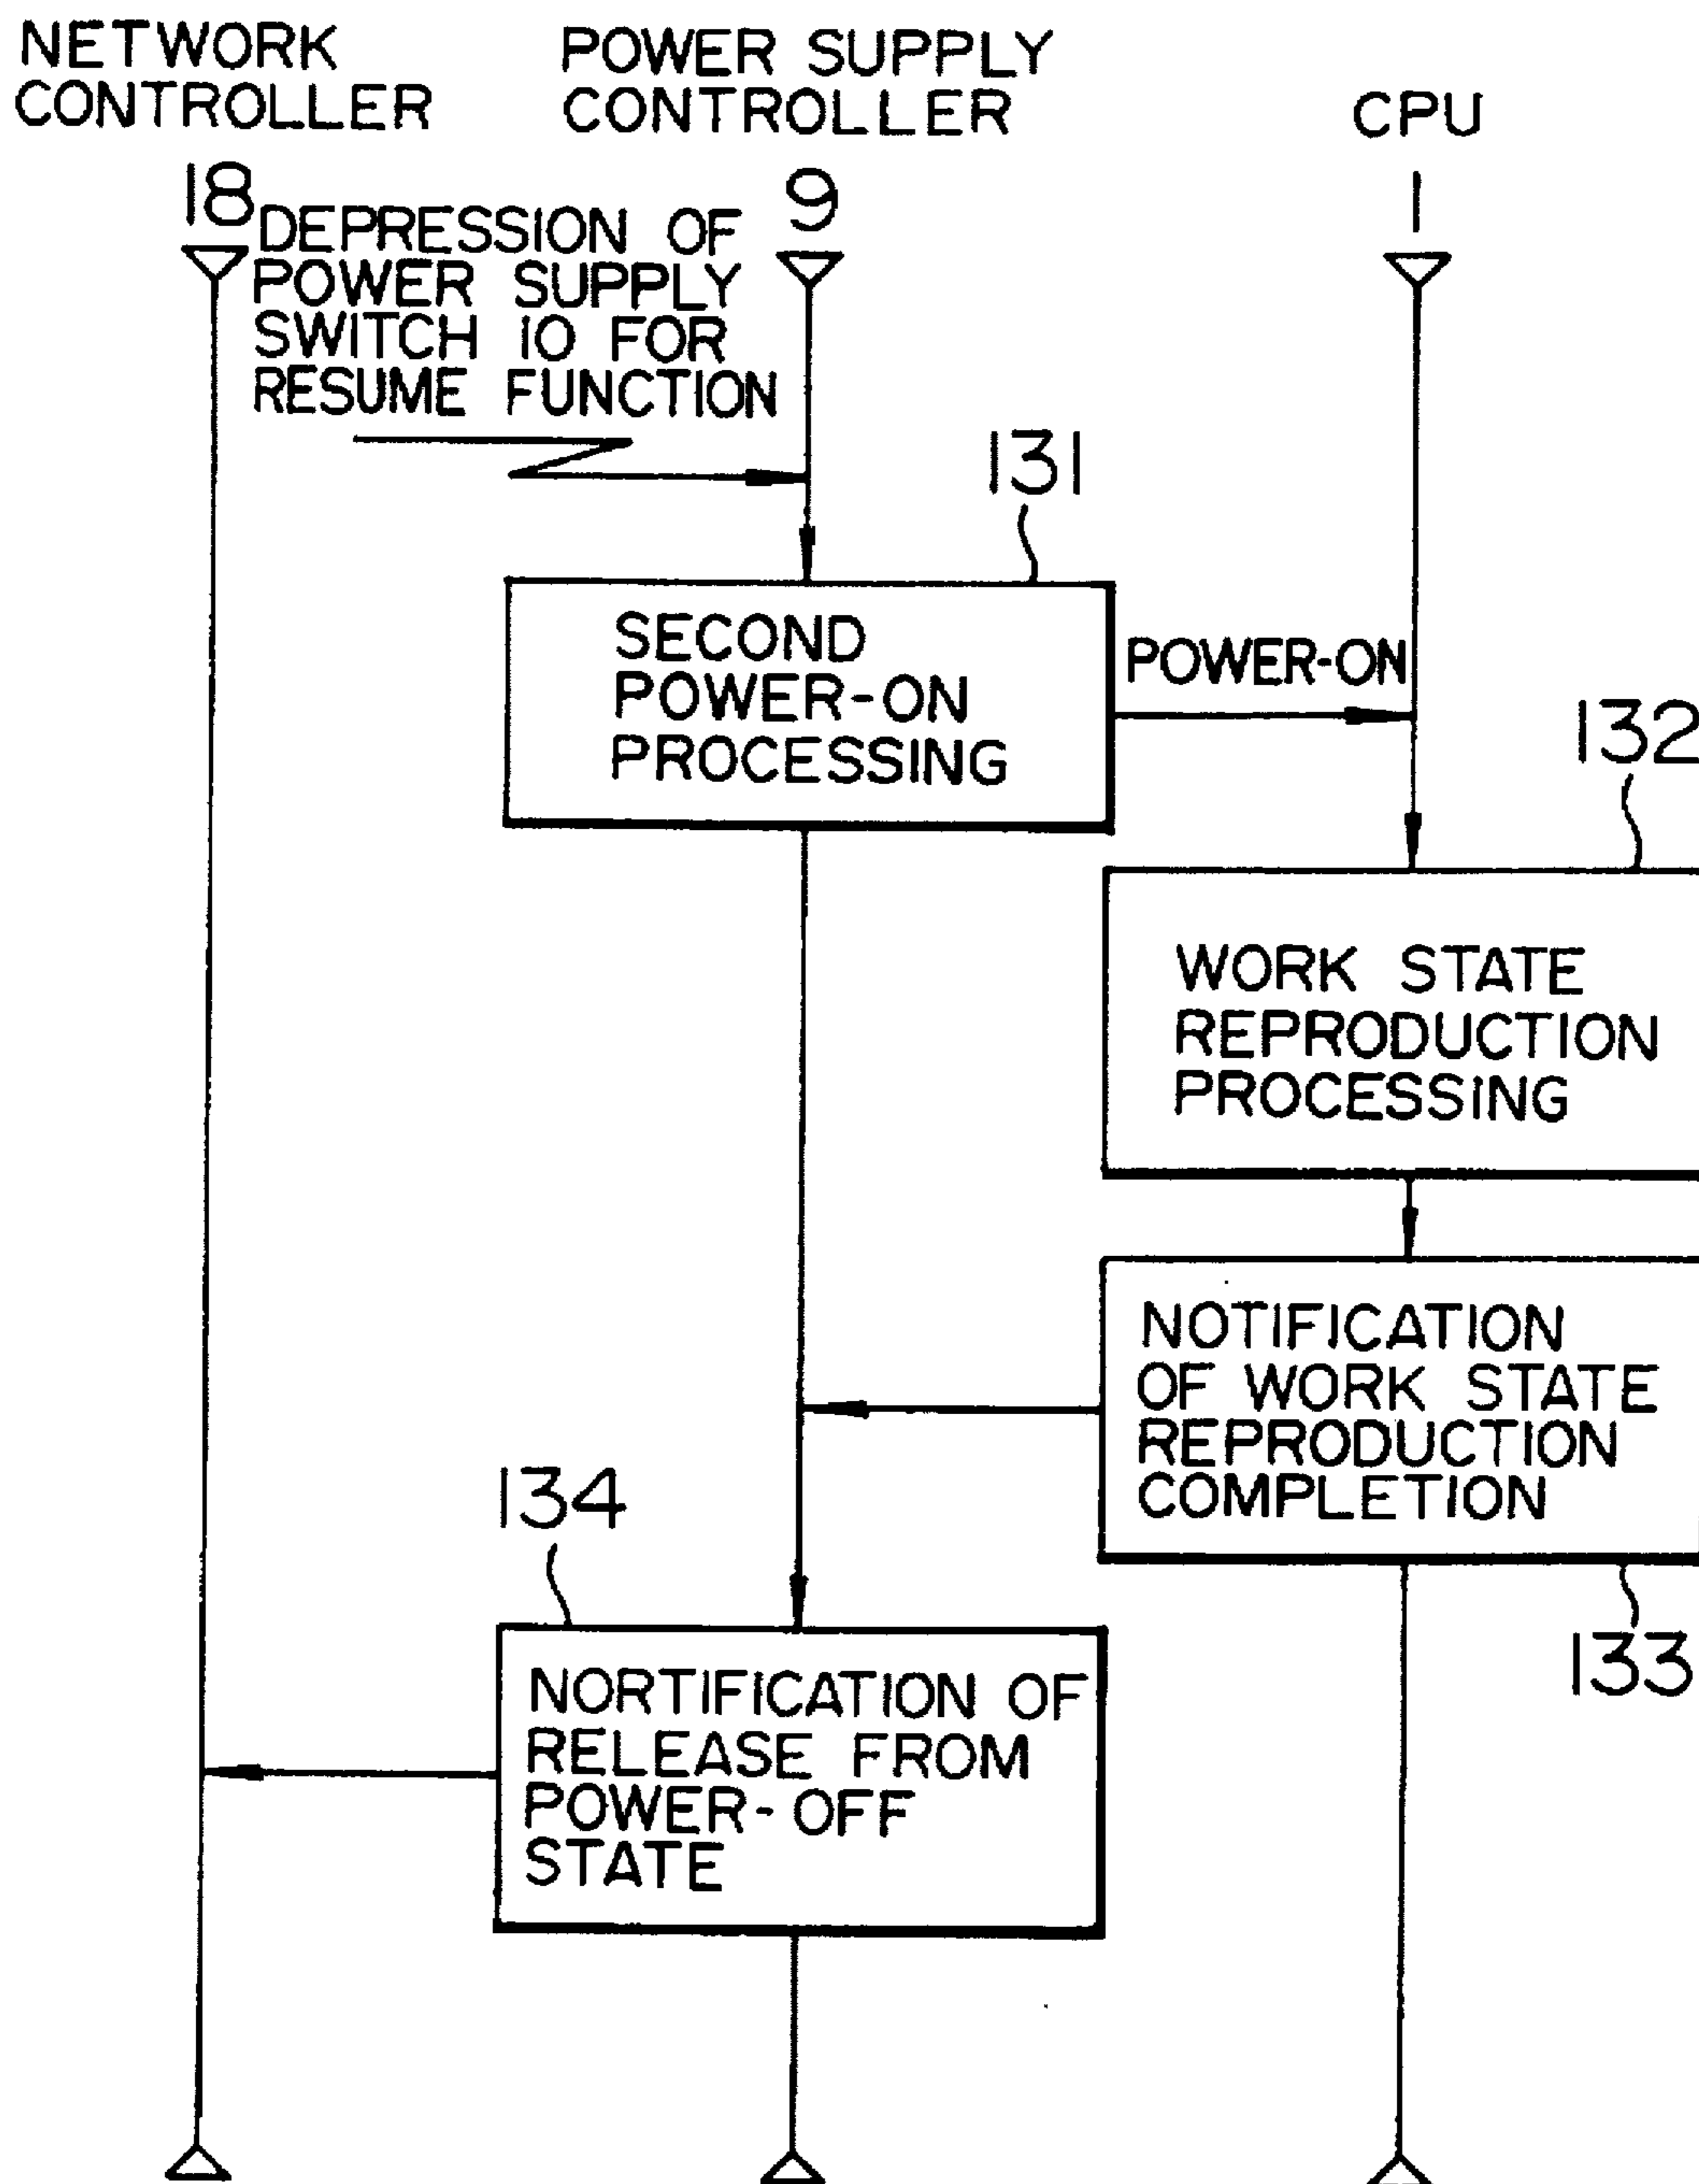 NETWORK
CONTROLLER
18
POWER SUPPLY
CONTROLLER
9
CPU
1
DEPRESSION OF
POWER SUPPLY
SWITCH 10 FOR
RESUME FUNCTION
131
SECOND
POWER-ON
PROCESSING
POWER-ON
132
WORK STATE
REPRODUCTION
PROCESSING
NOTIFICATION
OF WORK STATE
REPRODUCTION
COMPLETION
133
134
NORTIFICATION OF
RELEASE FROM
POWER-OFF
STATE